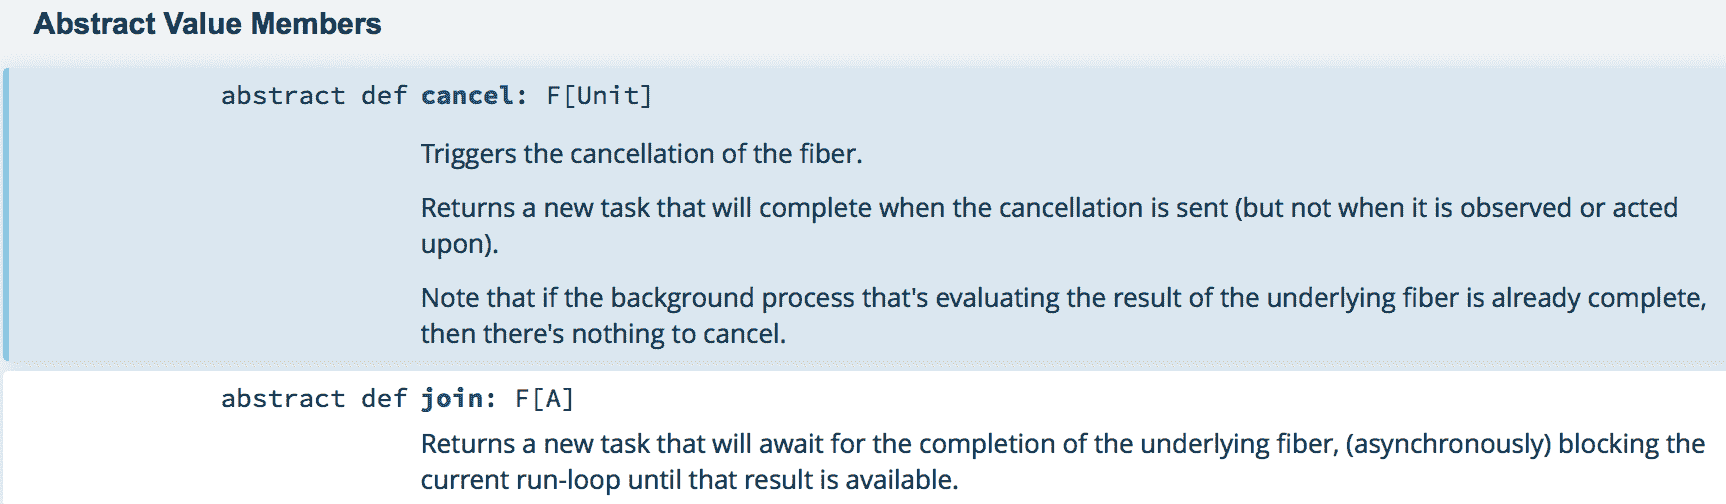 Abstract Value Members
abstract def cancel: F[Unit]
Triggers the cancellation of the fiber.
Returns a new task that will complete when the cancellation is sent (but not when it is observed or acted
upon).
Note that if the background process that's evaluating the result of the underlying fiber is already complete,
then there's nothing to cancel.
abstract def join: F[A]
Returns a new task that will await for the completion of the underlying fiber, (asynchronously) blocking the
current run-loop until that result is available.